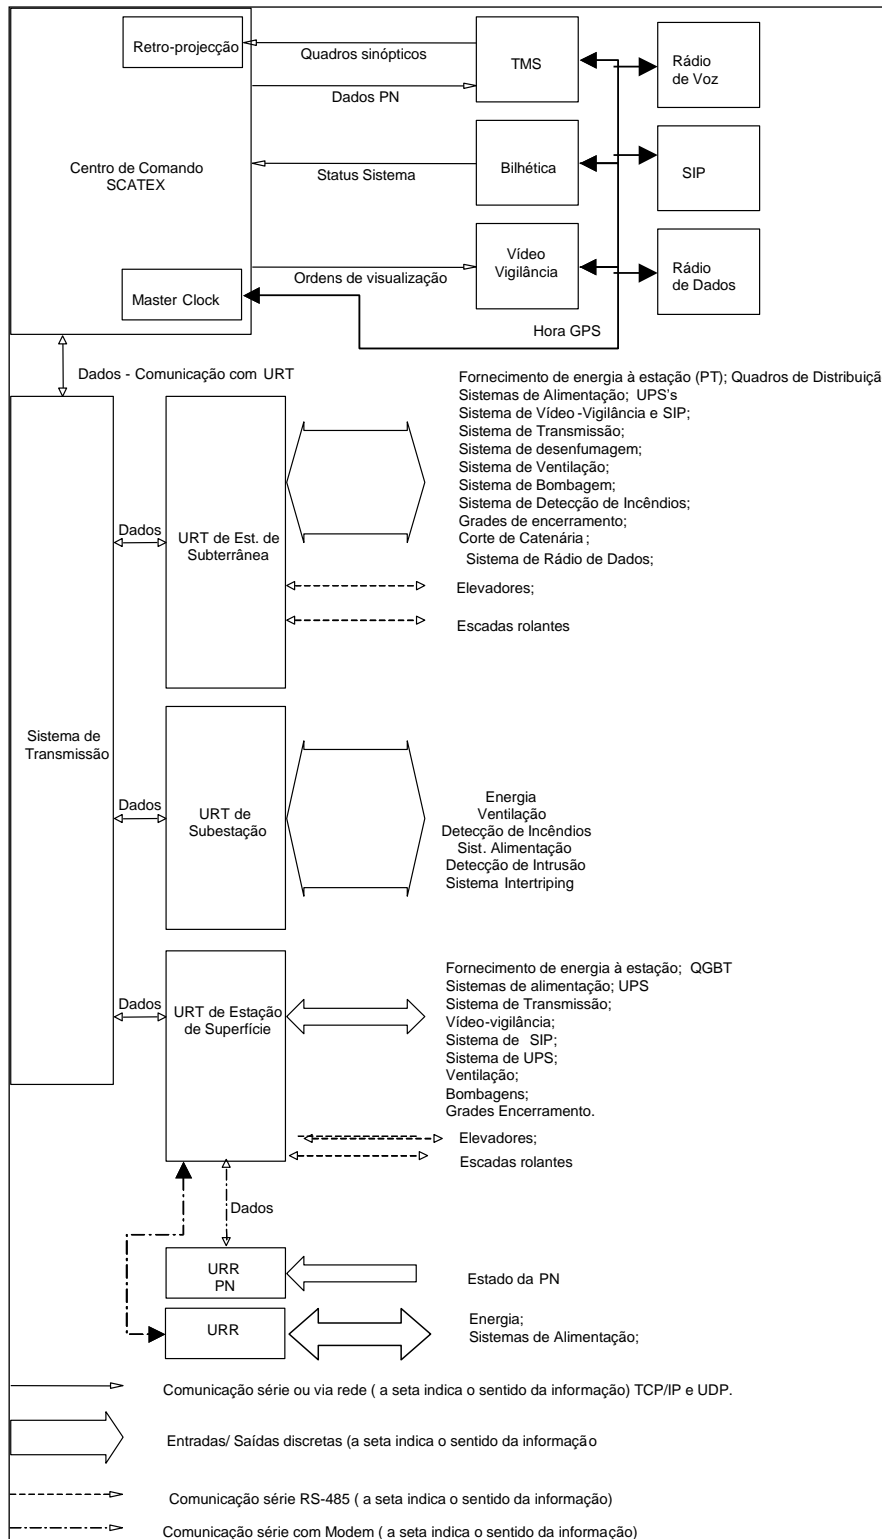 Retro-projecção
Quadros sinópticos
TMS
Rádio
de Voz
Dados PN
Centro de Comando
SCATEX
Status Sistema
Bilhética
SIP
Vídeo
Vigilância
Ordens de visualização
Rádio
de Dados
Master Clock
Hora GPS
Dados - Comunicação com URT
Fornecimento de energia à estação (PT); Quadros de Distribuiçã
Sistemas de Alimentação; UPS's
Sistema de Vídeo-Vigilância e SIP;
Sistema de Transmissão;
Sistema de desenfumagem;
Sistema de Ventilação;
Sistema de Bombagem;
Sistema de Detecção de Incêndios;
Grades de encerramento;
Corte de Catenária;
Sistema de Rádio de Dados;
Dados
URT de Est. de
Subterrânea
Elevadores;
Escadas rolantes
Sistema de
Transmissão
Dados
URT de
Subestação
Energia
Ventilação
Detecção de Incêndios
Sist. Alimentação
Detecção de Intrusão
Sistema Intertriping
Dados
URT de Estação
de Superfície
Fornecimento de energia à estação; QGBT
Sistemas de alimentação; UPS
Sistema de Transmissão;
Vídeo-vigilância;
Sistema de SIP;
Sistema de UPS;
Ventilação;
Bombagens;
Grades Encerramento.
Elevadores;
Escadas rolantes
Dados
URR
PN
Estado da PN
URR
Energia;
Sistemas de Alimentação;
Comunicação série ou via rede ( a seta indica o sentido da informação) TCP/IP e UDP.
Entradas/ Saídas discretas (a seta indica o sentido da informação
Comunicação série RS-485 ( a seta indica o sentido da informação)
Comunicação série com Modem ( a seta indica o sentido da informação)